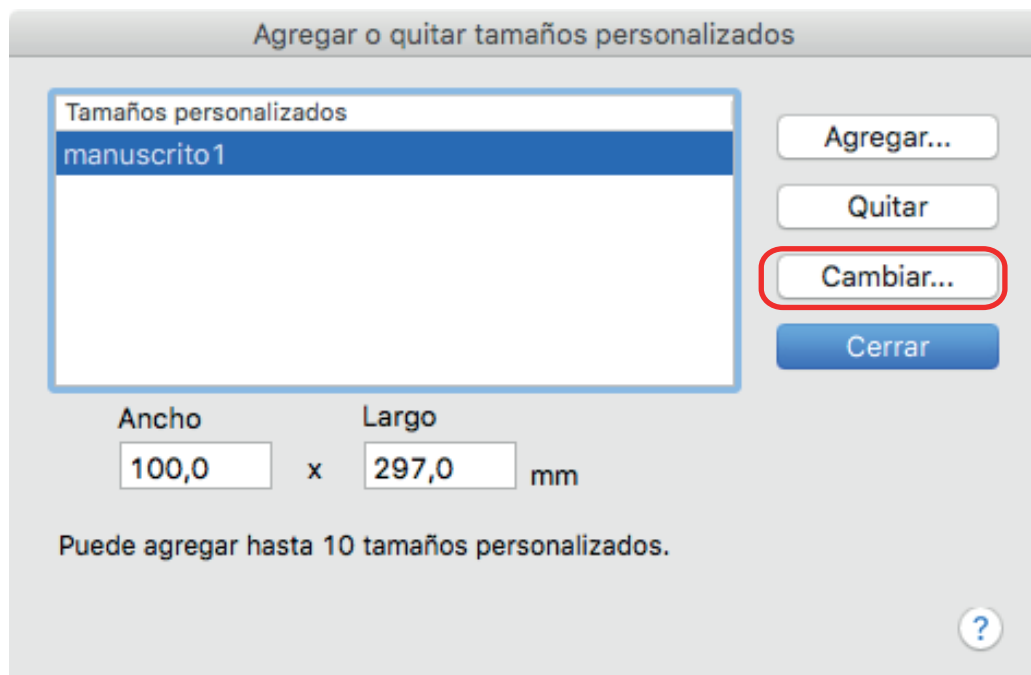 Agregar o quitar tamaños personalizados
Tamaños personalizados
manuscrito1
Agregar...
Quitar
Cambiar...
Cerrar
Ancho Largo
100,0 x 297,0 mm
Puede agregar hasta 10 tamaños personalizados.
?